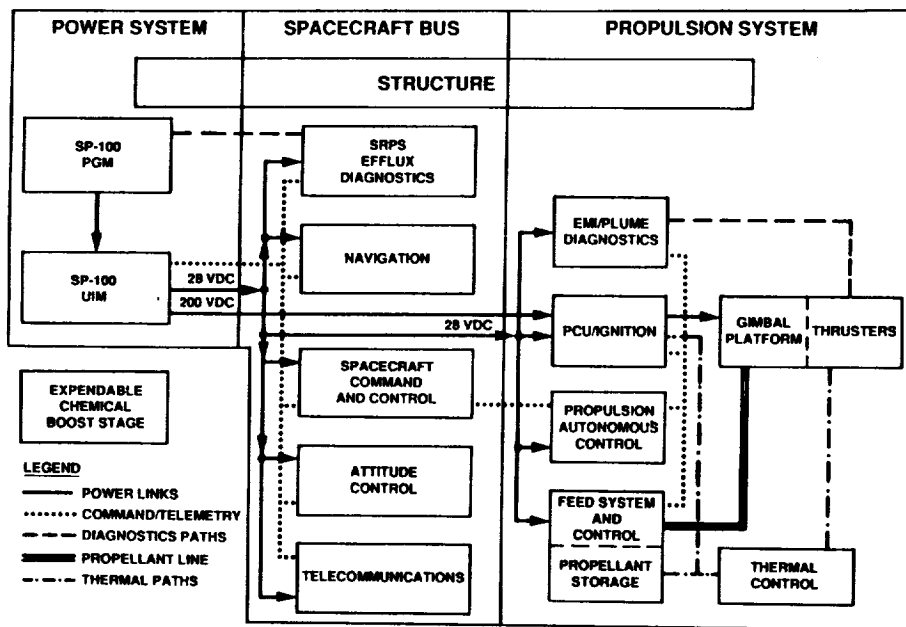 POWER SYSTEM
SPACECRAFT BUS
PROPULSION SYSTEM
STRUCTURE
SP-100
PGM
SRPS
EFFLUX
DIAGNOSTICS
EMI/PLUME
DIAGNOSTICS
SP-100
UIM
28 VDC
200 VDC
NAVIGATION
28 VDC
PCU/IGNITION
GIMBAL
PLATFORM
THRUSTERS
SPACECRAFT
COMMAND
AND CONTROL
PROPULSION
AUTONOMOUS
CONTROL
EXPENDABLE
CHEMICAL
BOOST STAGE
ATTITUDE
CONTROL
FEED SYSTEM
AND
CONTROL
PROPELLANT
STORAGE
THERMAL
CONTROL
TELECOMMUNICATIONS
LEGEND
POWER LINKS
COMMAND/TELEMETRY
DIAGNOSTICS PATHS
PROPELLANT LINE
THERMAL PATHS